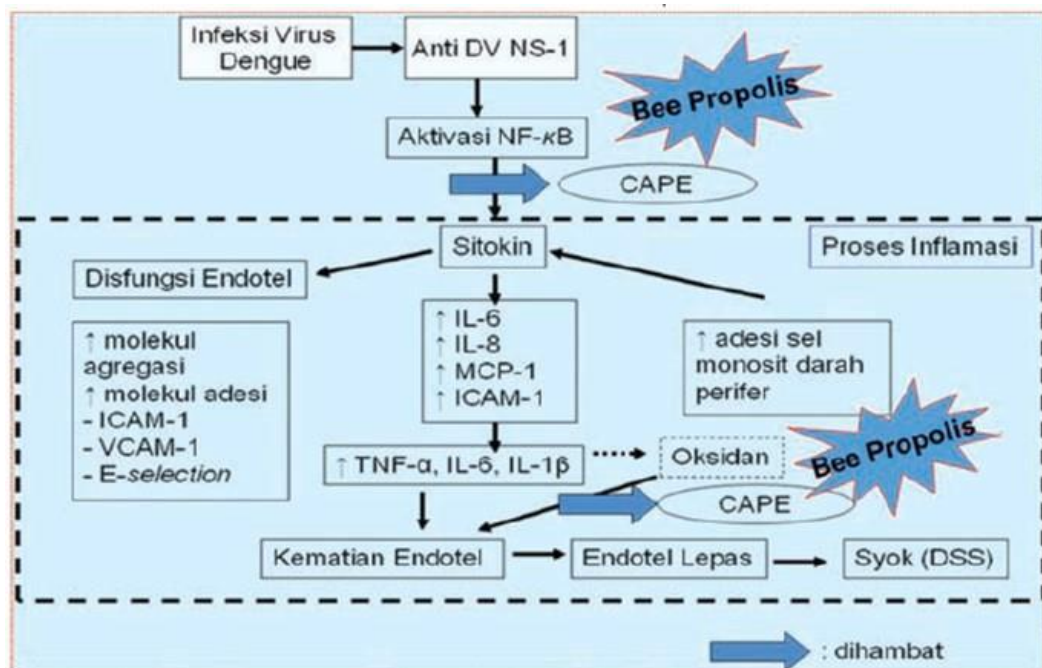 Infeksi Virus
Dengue
Anti DV NS-1
Bee Propolis
Aktivasi NF-κB
CAPE
Sitokin
Proses Inflamasi
Disfungsi Endotel
↑ molekul
agregasi
↑ molekul adesi
- ICAM-1
- VCAM-1
- E-selection
↑ IL-6
↑ IL-8
↑ MCP-1
↑ ICAM-1
↑ adesi sel
monosit darah
perifer
Bee Propolis
↑ TNF-α, IL-6, IL-1β
Oksidan
CAPE
Kematian Endotel
Endotel Lepas
Syok (DSS)
: dihambat